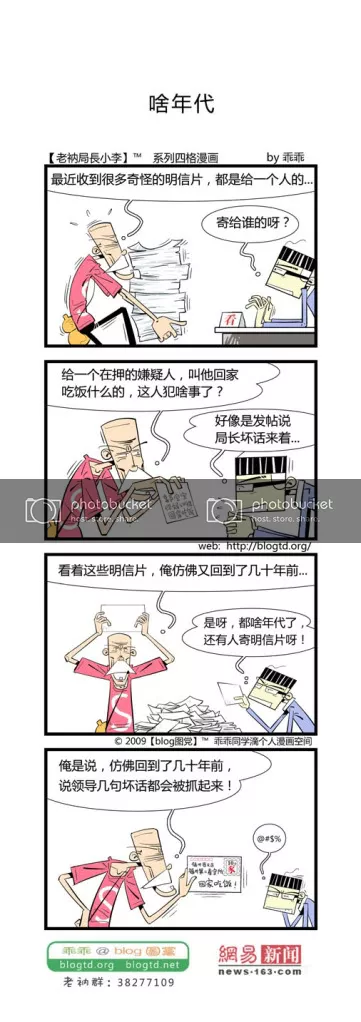 啥年代
【老衲局長小李】™ 系列四格漫画 by 乖乖
最近收到很多奇怪的明信片，都是给一个人的...
寄给谁的呀？
看
给一个在押的嫌疑人，叫他回家
吃饭什么的，这人犯啥事了？
好像是发帖说
局长坏话来着...
photobucket
photobucket
web: http://blogtd.org/
看着这些明信片，俺仿佛又回到了几十年前...
是呀，都啥年代了，
还有人寄明信片呀！
© 2009【blog图党】™ 乖乖同学滴个人漫画空间
俺是说，仿佛回到了几十年前，
说领导几句坏话都会被抓起来！
@#$%
回家吃饭！
乖乖 @ blog 图党
blogtd.org blogtd.net
老衲群：38277109
網易 新闻
news.163.com